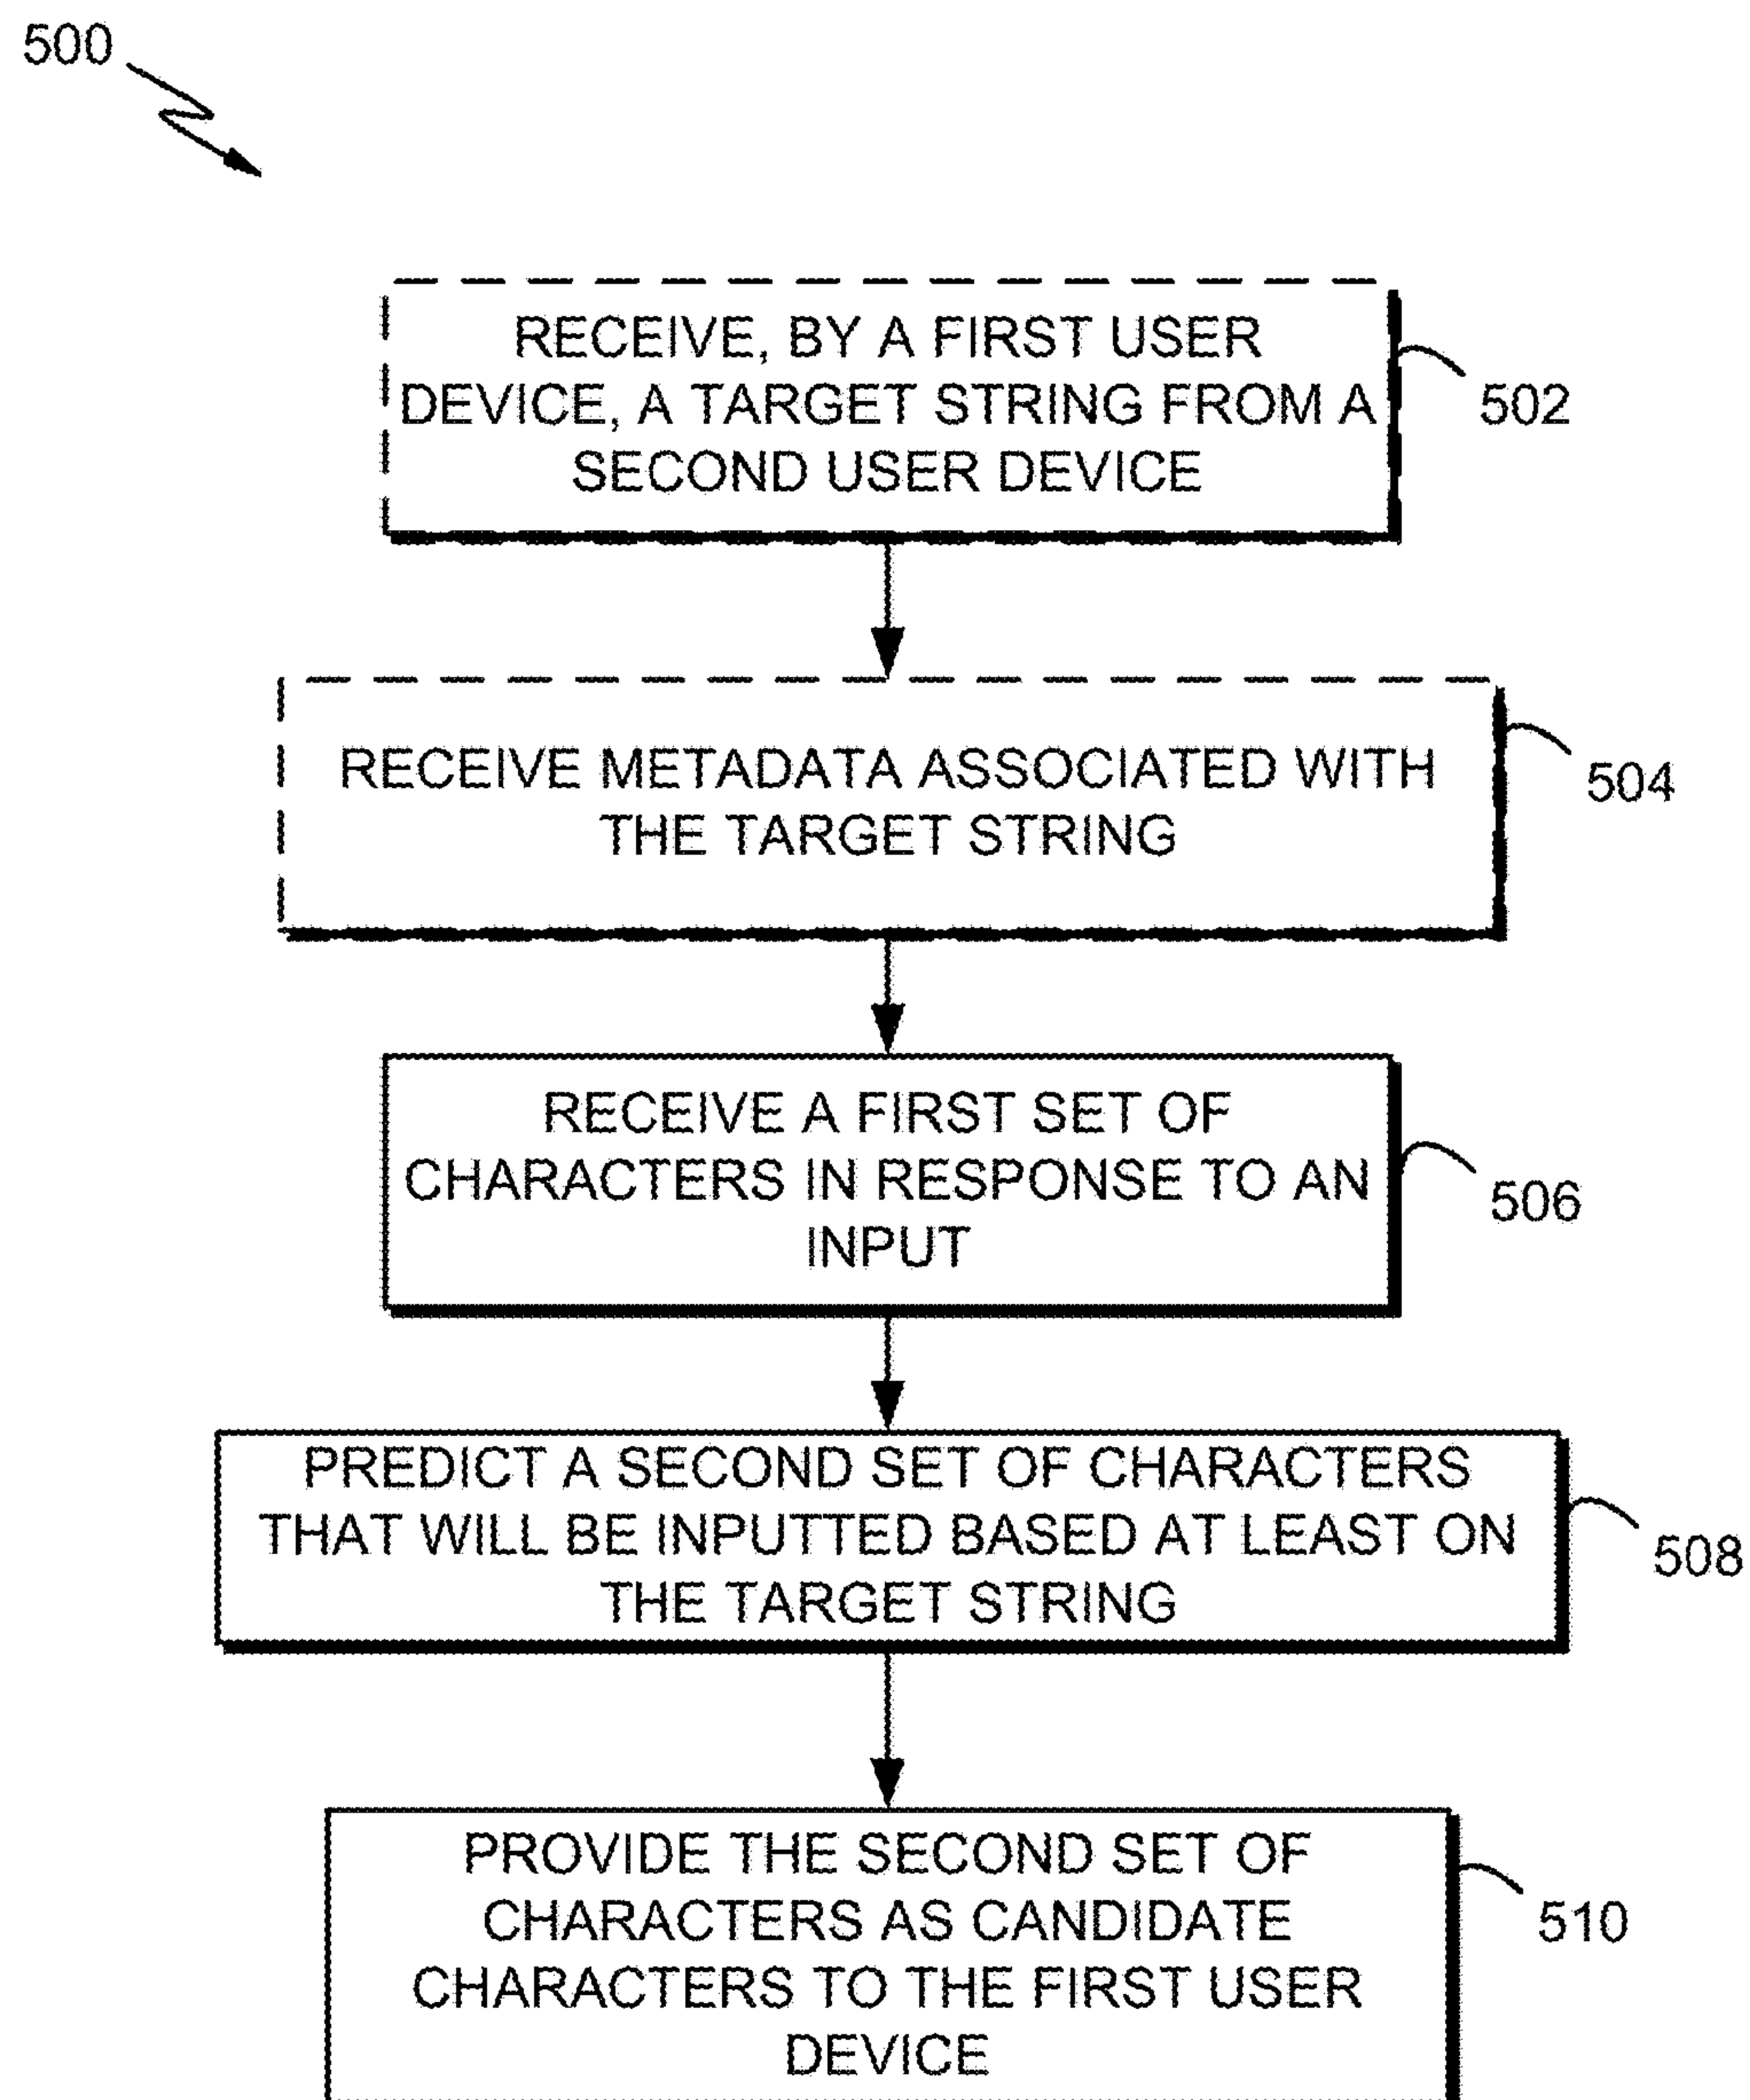 500
RECEIVE, BY A FIRST USER
DEVICE, A TARGET STRING FROM A
SECOND USER DEVICE
502
RECEIVE METADATA ASSOCIATED WITH
THE TARGET STRING
504
RECEIVE A FIRST SET OF
CHARACTERS IN RESPONSE TO AN
INPUT
506
PREDICT A SECOND SET OF CHARACTERS
THAT WILL BE INPUTTED BASED AT LEAST ON
THE TARGET STRING
508
PROVIDE THE SECOND SET OF
CHARACTERS AS CANDIDATE
CHARACTERS TO THE FIRST USER
DEVICE
510